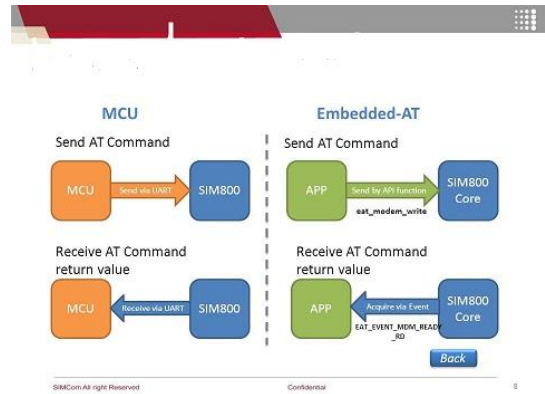 MCU
Embedded-AT
Send AT Command
Send AT Command
MCU
Send via UART
SIM800
APP
Send by API function
SIM800
Core
eat_modem_write
Receive AT Command
return value
Receive AT Command
return value
MCU
Receive via UART
SIM800
APP
Acquire via Event
SIM800
Core
EAT_EVENT_MDM_READY
_RD
Back
SIMCom All right Reserved
Confidential
8